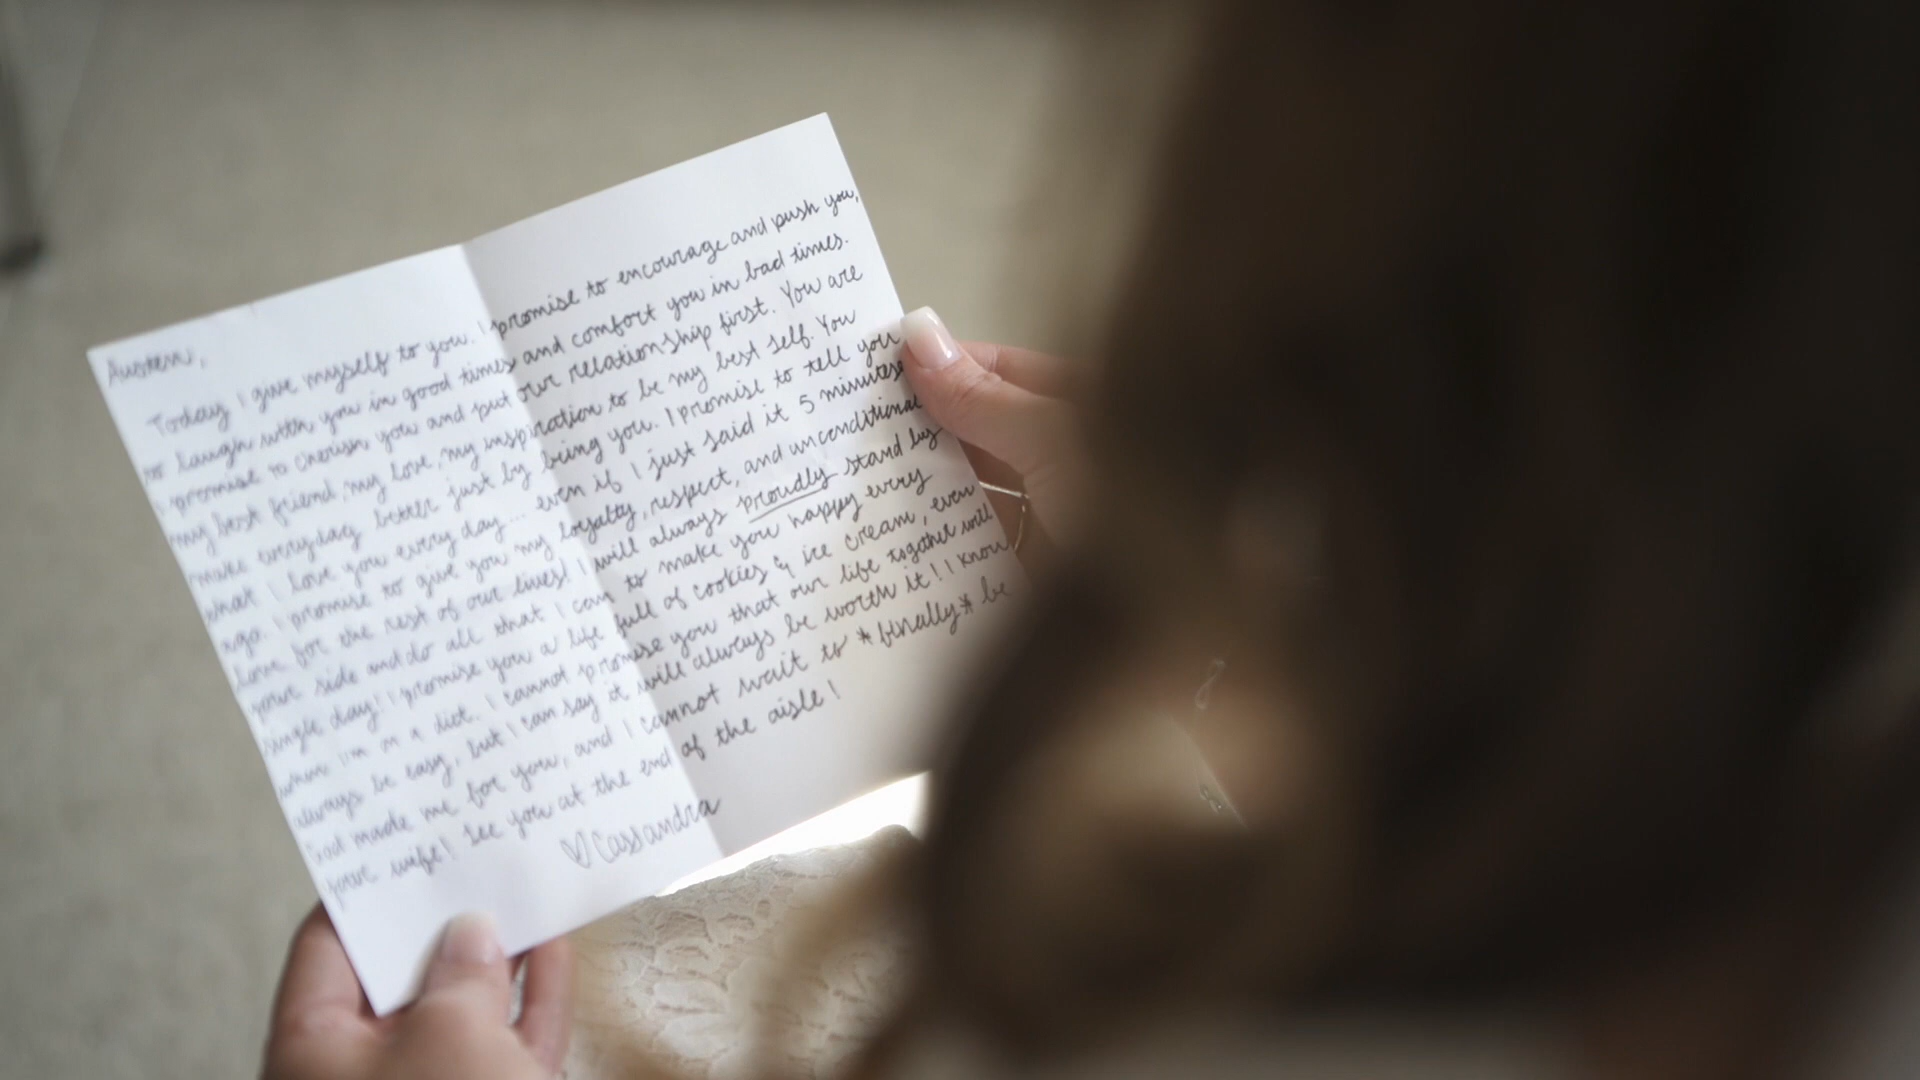 Austen,
Today I give myself to you. I promise to encourage and push you,
to laugh with you in good times and comfort you in bad times.
I promise to cherish you and put our relationship first. You are
my best friend, my love, my inspiration to be my best self. You
make everyday better just by being you. I promise to tell you
that I love you every day... even if I just said it 5 minutes
ago. I promise to give you my loyalty, respect, and unconditional
love for the rest of our lives! I will always proudly stand by
your side and do all that I can to make you happy every
single day! I promise you a life full of cookies & ice cream, even
when I'm on a diet. I cannot promise you that our life together will
always be easy, but I can say it will always be worth it! I know
God made me for you, and I cannot wait to *finally* be
your wife! See you at the end of the aisle!
♡ Cassandra